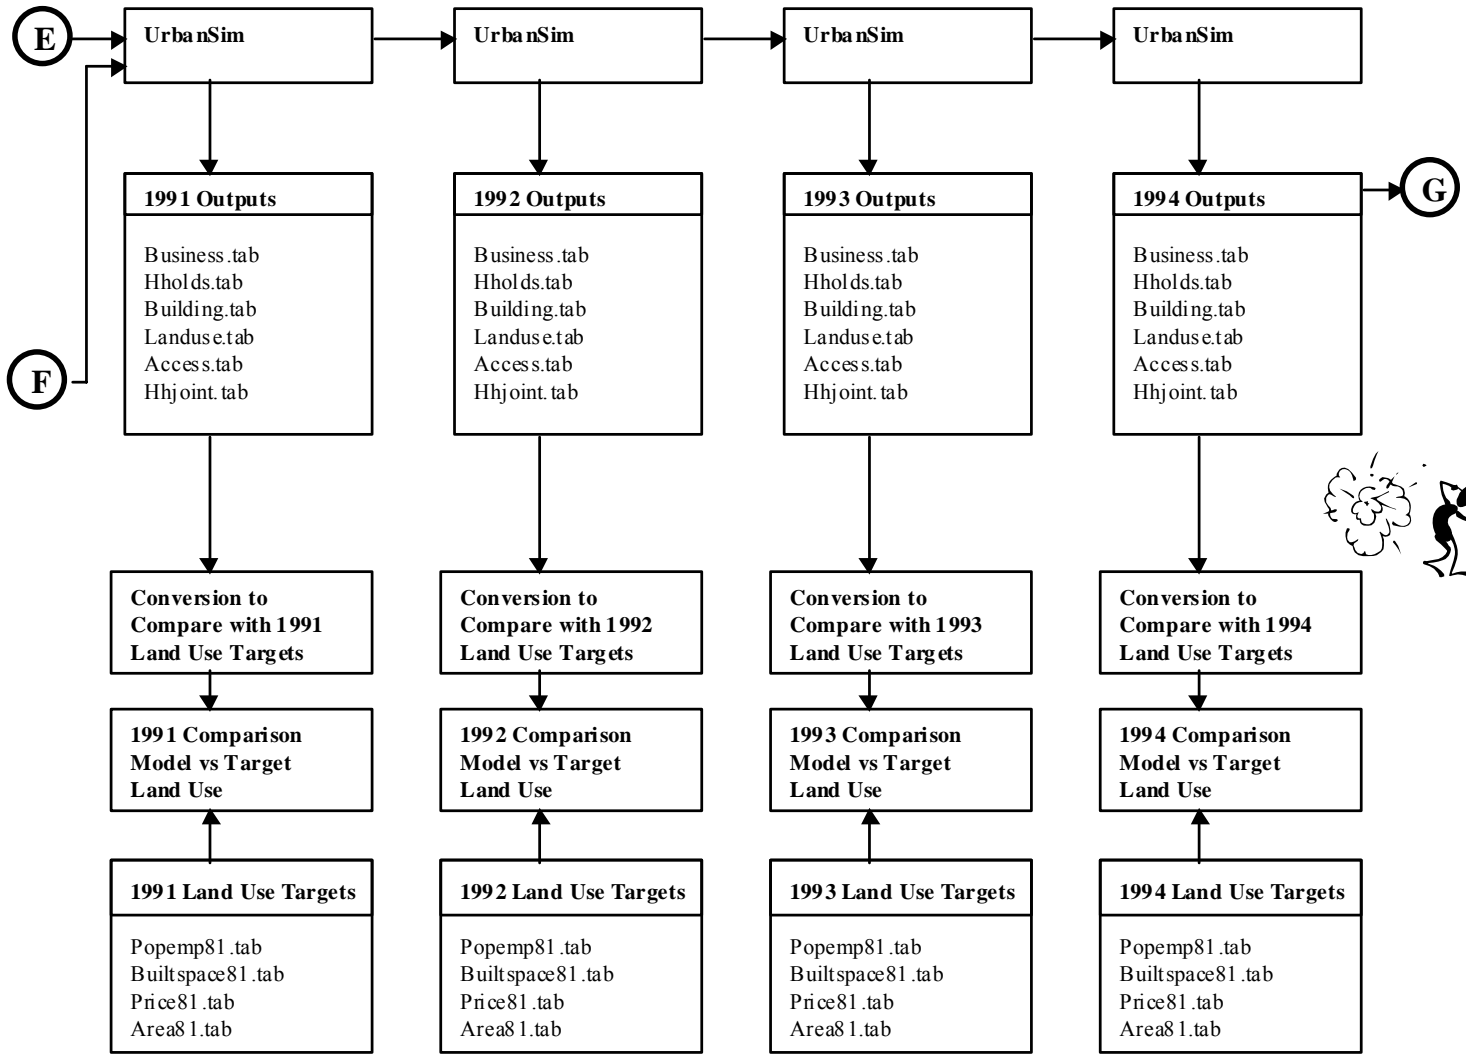 E
UrbanSim
UrbanSim
UrbanSim
UrbanSim
1991 Outputs
Business.tab
Hholds.tab
Building.tab
Landuse.tab
Access.tab
Hhjoint.tab
1992 Outputs
Business.tab
Hholds.tab
Building.tab
Landuse.tab
Access.tab
Hhjoint.tab
1993 Outputs
Business.tab
Hholds.tab
Building.tab
Landuse.tab
Access.tab
Hhjoint.tab
1994 Outputs
Business.tab
Hholds.tab
Building.tab
Landuse.tab
Access.tab
Hhjoint.tab
G
F
Conversion to
Compare with 1991
Land Use Targets
Conversion to
Compare with 1992
Land Use Targets
Conversion to
Compare with 1993
Land Use Targets
Conversion to
Compare with 1994
Land Use Targets
1991 Comparison
Model vs Target
Land Use
1992 Comparison
Model vs Target
Land Use
1993 Comparison
Model vs Target
Land Use
1994 Comparison
Model vs Target
Land Use
1991 Land Use Targets
Popemp81.tab
Builtspace81.tab
Price81.tab
Area81.tab
1992 Land Use Targets
Popemp81.tab
Builtspace81.tab
Price81.tab
Area81.tab
1993 Land Use Targets
Popemp81.tab
Builtspace81.tab
Price81.tab
Area81.tab
1994 Land Use Targets
Popemp81.tab
Builtspace81.tab
Price81.tab
Area81.tab